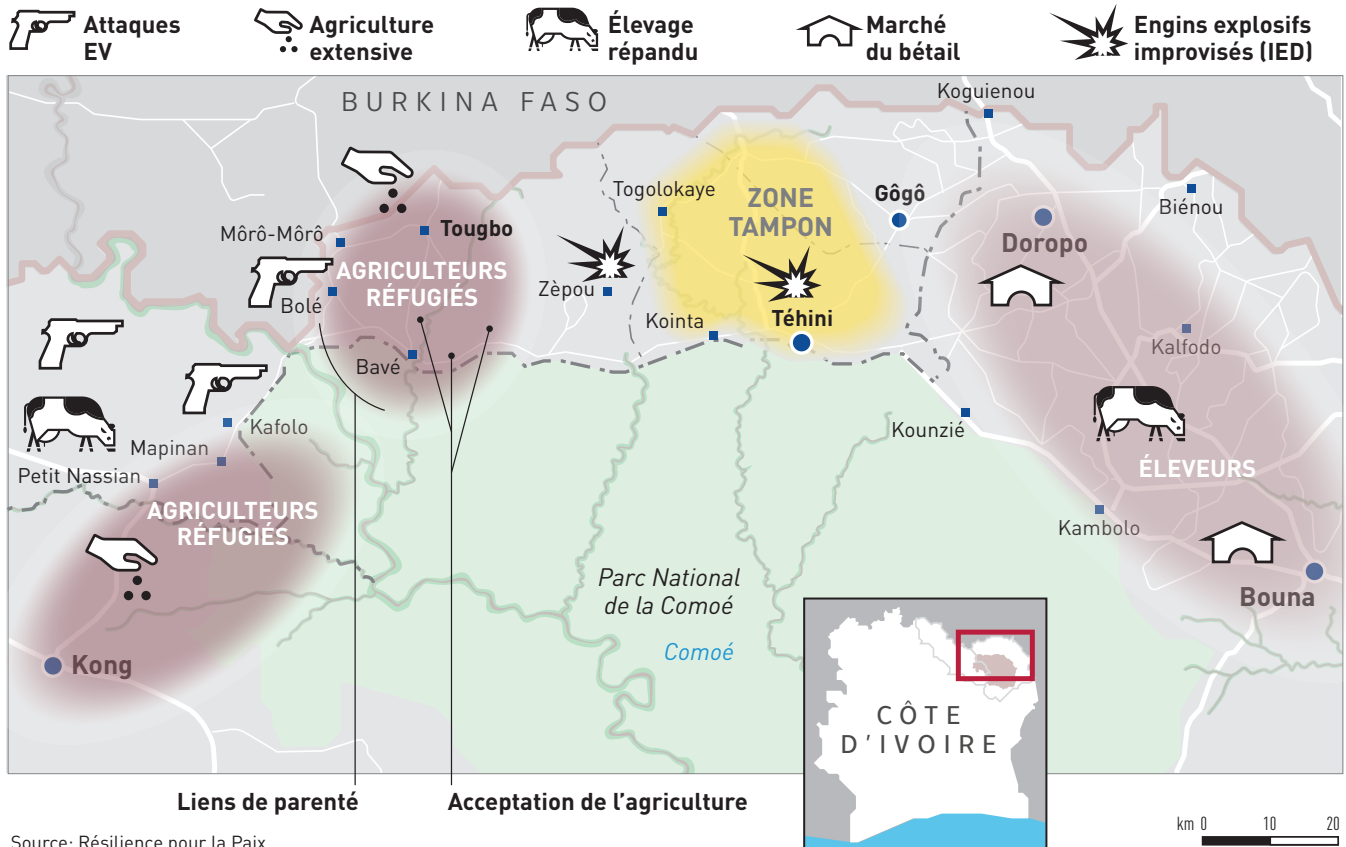 Attaques
EV
Agriculture
extensive
Élevage
répandu
Marché
du bétail
Engins explosifs
improvisés (IED)
BURKINA FASO
Koguienou
Togolokaye
ZONE
TAMPON
Gôgô
Biénou
Môrô-Môrô
Tougbo
Doropo
AGRICULTEURS
RÉFUGIÉS
Bolé
Zèpou
Kointa
Téhini
Kalfodo
Bavé
Kafolo
Kounzié
Mapinan
Petit Nassian
ÉLEVEURS
AGRICULTEURS
RÉFUGIÉS
Kambolo
Parc National
de la Comoé
Comoé
Bouna
Kong
CÔTE
D'IVOIRE
Liens de parenté
Acceptation de l'agriculture
Source: Résilience pour la Paix
km 0 10 20